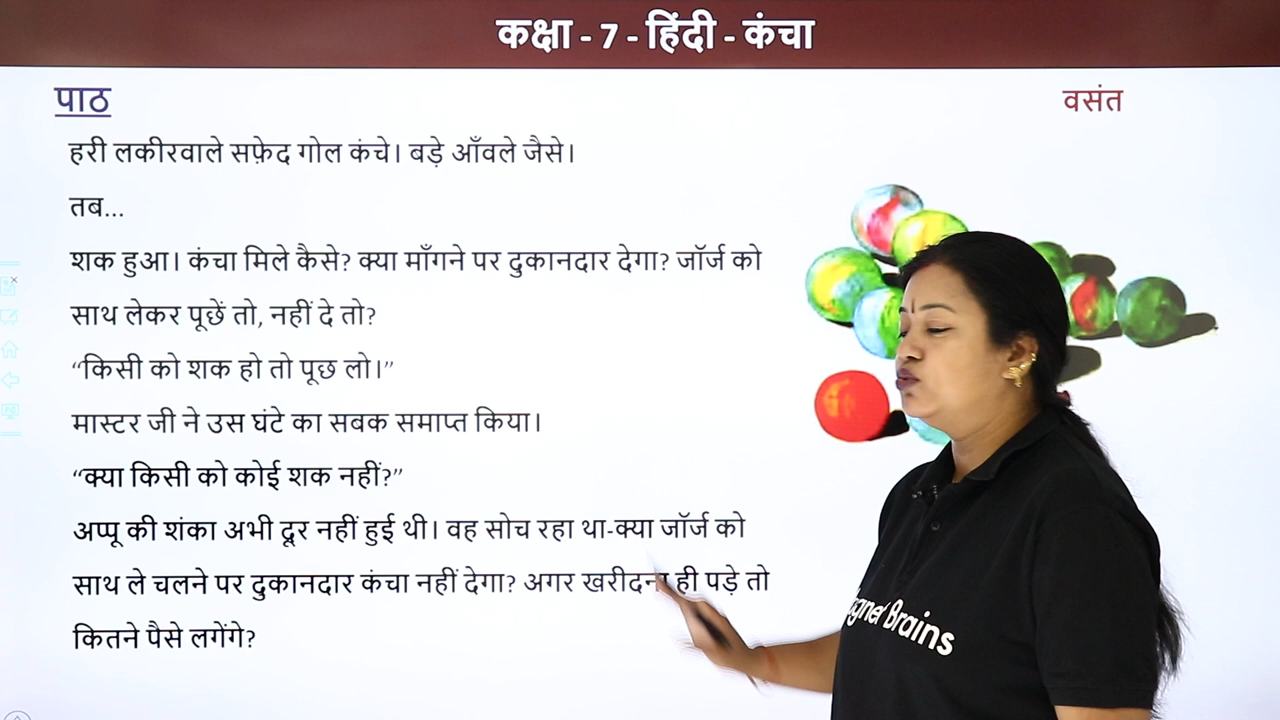 कक्षा - 7 - हिंदी - कंचा
पाठ
वसंत
हरी लकीरवाले सफ़ेद गोल कंचे। बड़े आँवले जैसे।
तब...
शक हुआ। कंचा मिले कैसे? क्या माँगने पर दुकानदार देगा? जॉर्ज को
साथ लेकर पूछें तो, नहीं दे तो?
“किसी को शक हो तो पूछ लो।”
मास्टर जी ने उस घंटे का सबक समाप्त किया।
“क्या किसी को कोई शक नहीं?”
अप्पू की शंका अभी दूर नहीं हुई थी। वह सोच रहा था-क्या जॉर्ज को
साथ ले चलने पर दुकानदार कंचा नहीं देगा? अगर खरीदना ही पड़े तो
कितने पैसे लगेंगे?
Brains